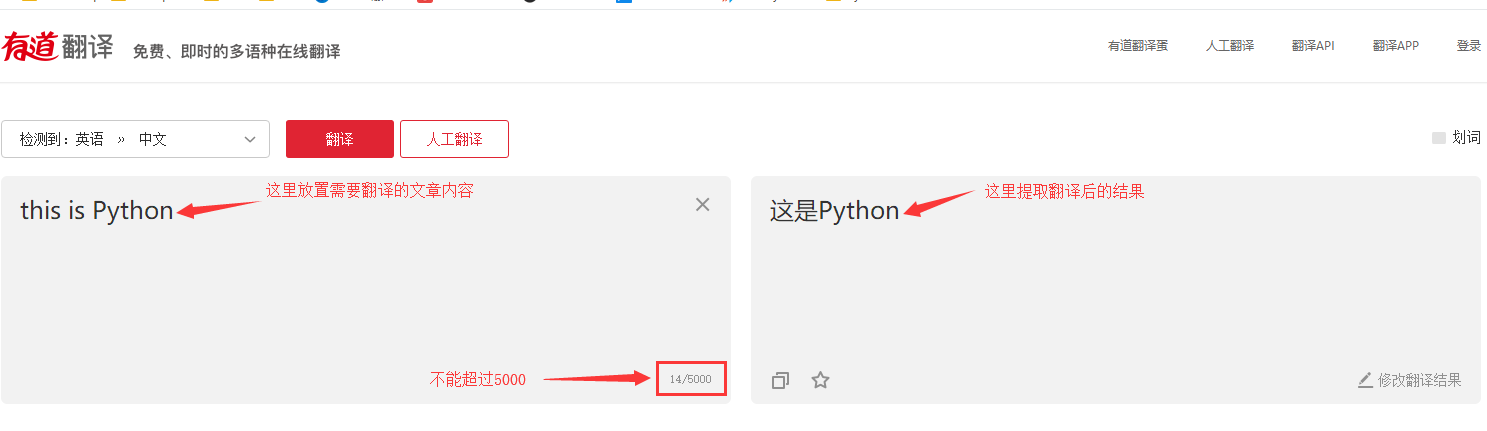 有道翻译 免费、即时的多语种在线翻译 有道翻译蛋 人工翻译 翻译API 翻译APP 登录
检测到：英语 » 中文 翻译 人工翻译 划词
这里放置需要翻译的文章内容
this is Python
这里提取翻译后的结果
这是Python
不能超过5000 14/5000
修改翻译结果